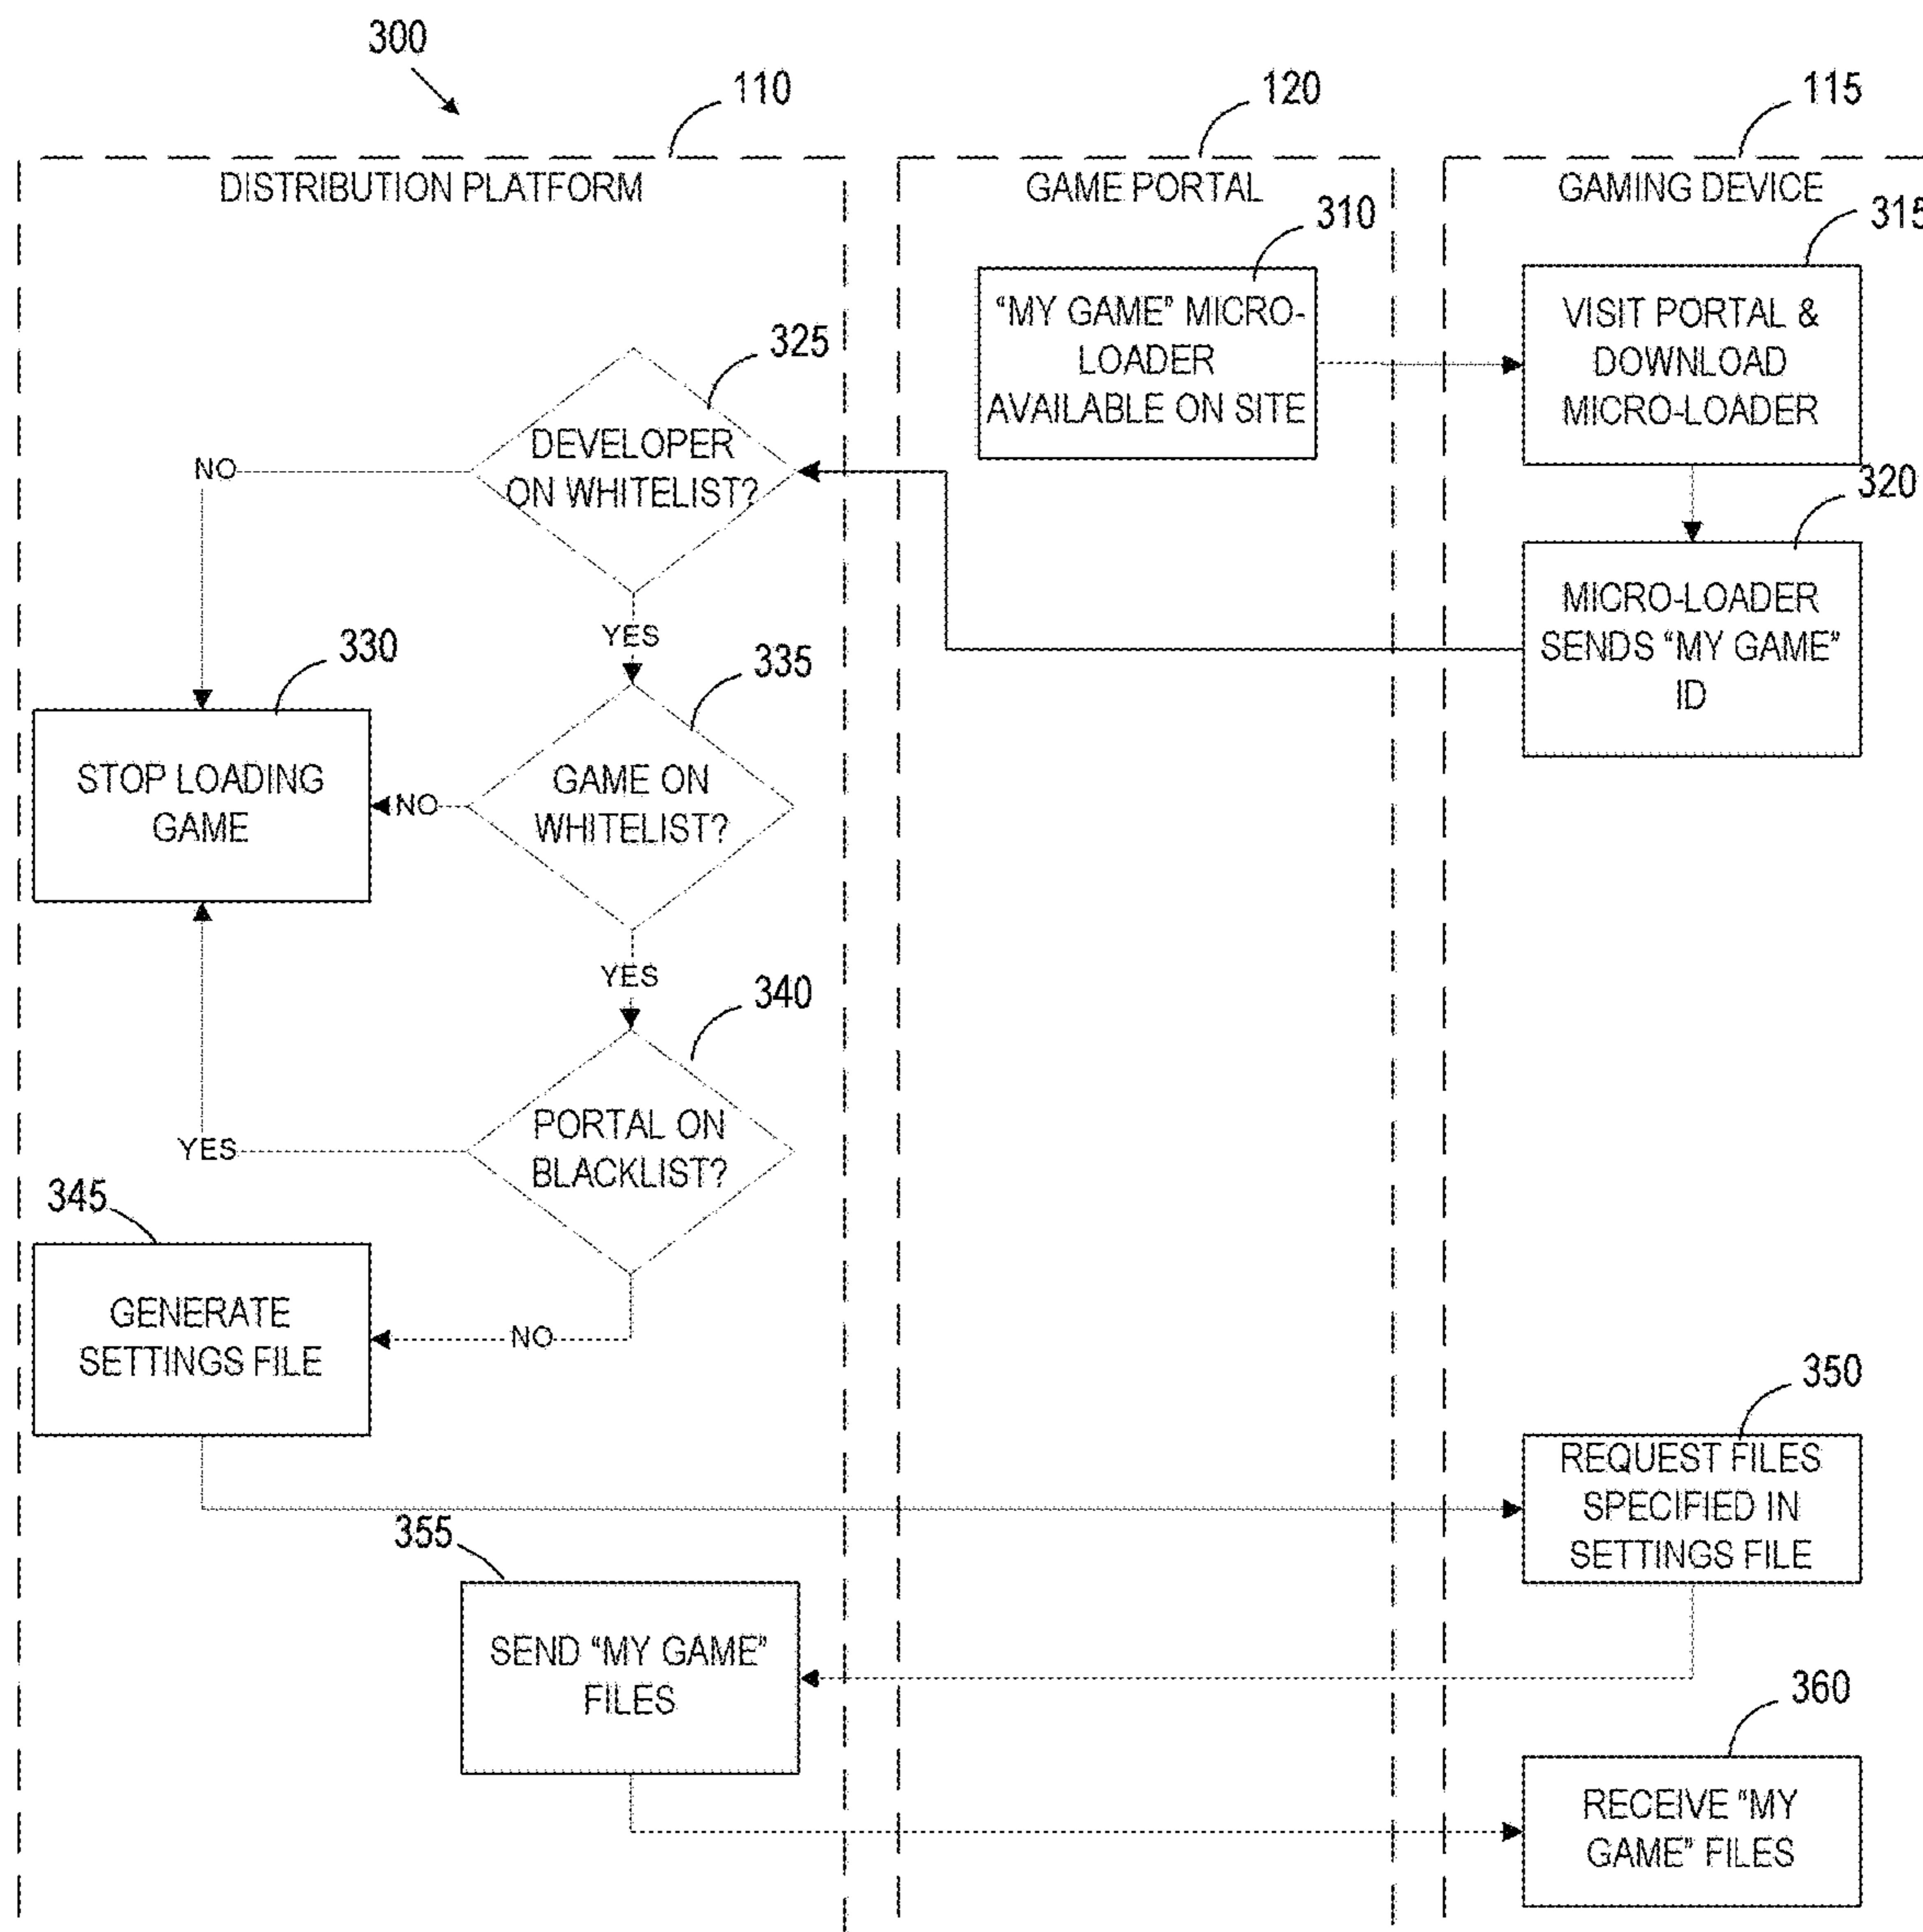 300
110
120
115
DISTRIBUTION PLATFORM
GAME PORTAL
GAMING DEVICE
310
315
"MY GAME" MICRO-
LOADER
AVAILABLE ON SITE
VISIT PORTAL &
DOWNLOAD
MICRO-LOADER
325
DEVELOPER
ON WHITELIST?
NO
YES
320
MICRO-LOADER
SENDS "MY GAME"
ID
330
STOP LOADING
GAME
335
GAME ON
WHITELIST?
NO
YES
340
PORTAL ON
BLACKLIST?
YES
NO
345
GENERATE
SETTINGS FILE
350
REQUEST FILES
SPECIFIED IN
SETTINGS FILE
355
SEND "MY GAME"
FILES
360
RECEIVE "MY
GAME" FILES